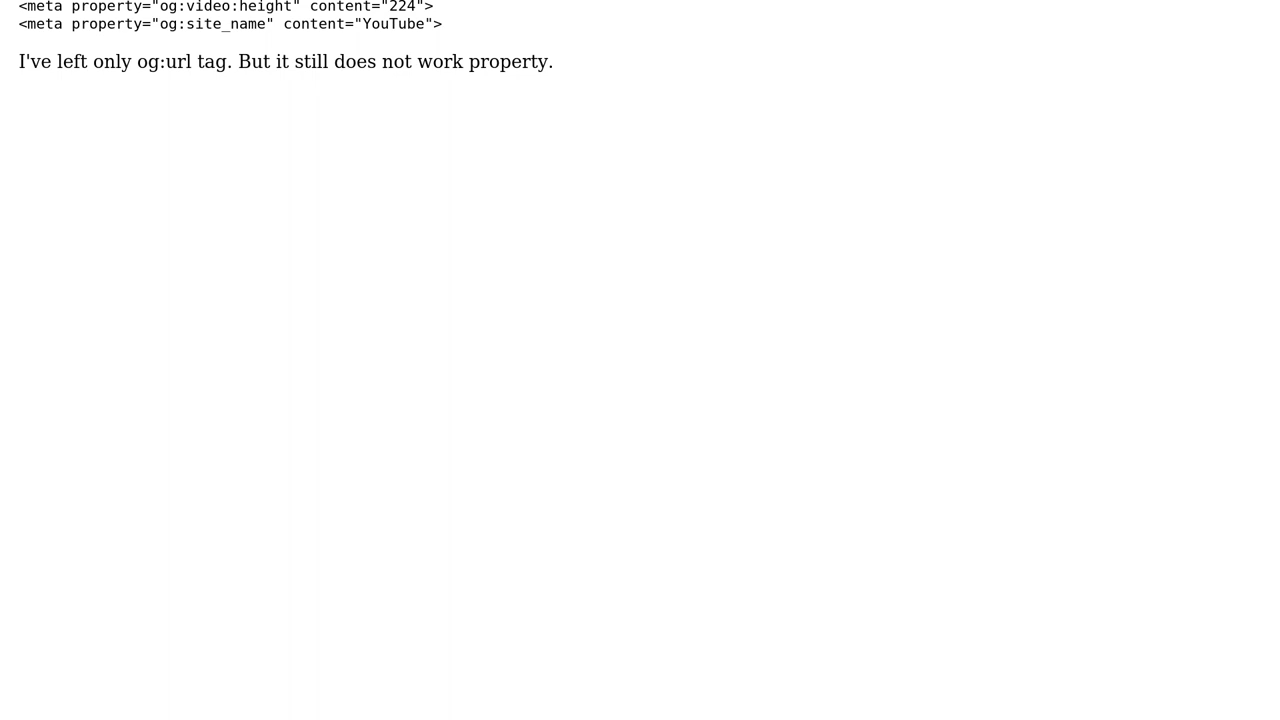 <meta property="og:video:height" content="224">
<meta property="og:site_name" content="YouTube">
I've left only og:url tag. But it still does not work property.